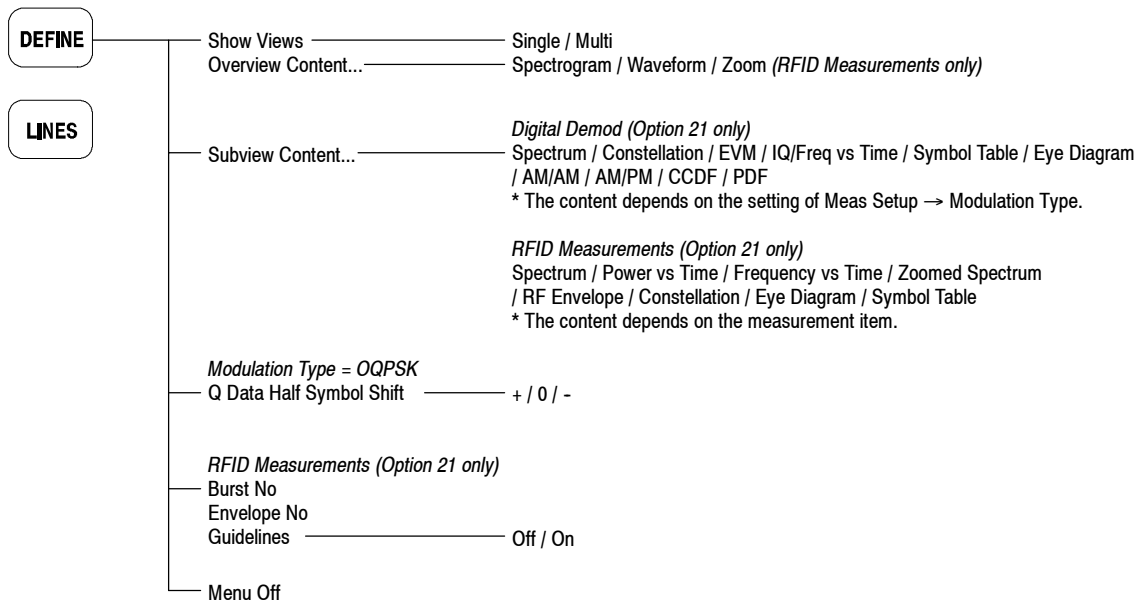 DEFINE
Show Views
Single / Multi
Overview Content...
Spectrogram / Waveform / Zoom (RFID Measurements only)
LINES
Digital Demod (Option 21 only)
Subview Content...
Spectrum / Constellation / EVM / IQ/Freq vs Time / Symbol Table / Eye Diagram
/ AM/AM / AM/PM / CCDF / PDF
* The content depends on the setting of Meas Setup → Modulation Type.
RFID Measurements (Option 21 only)
Spectrum / Power vs Time / Frequency vs Time / Zoomed Spectrum
/ RF Envelope / Constellation / Eye Diagram / Symbol Table
* The content depends on the measurement item.
Modulation Type = OQPSK
Q Data Half Symbol Shift
+ / 0 / -
RFID Measurements (Option 21 only)
Burst No
Envelope No
Guidelines
Off / On
Menu Off